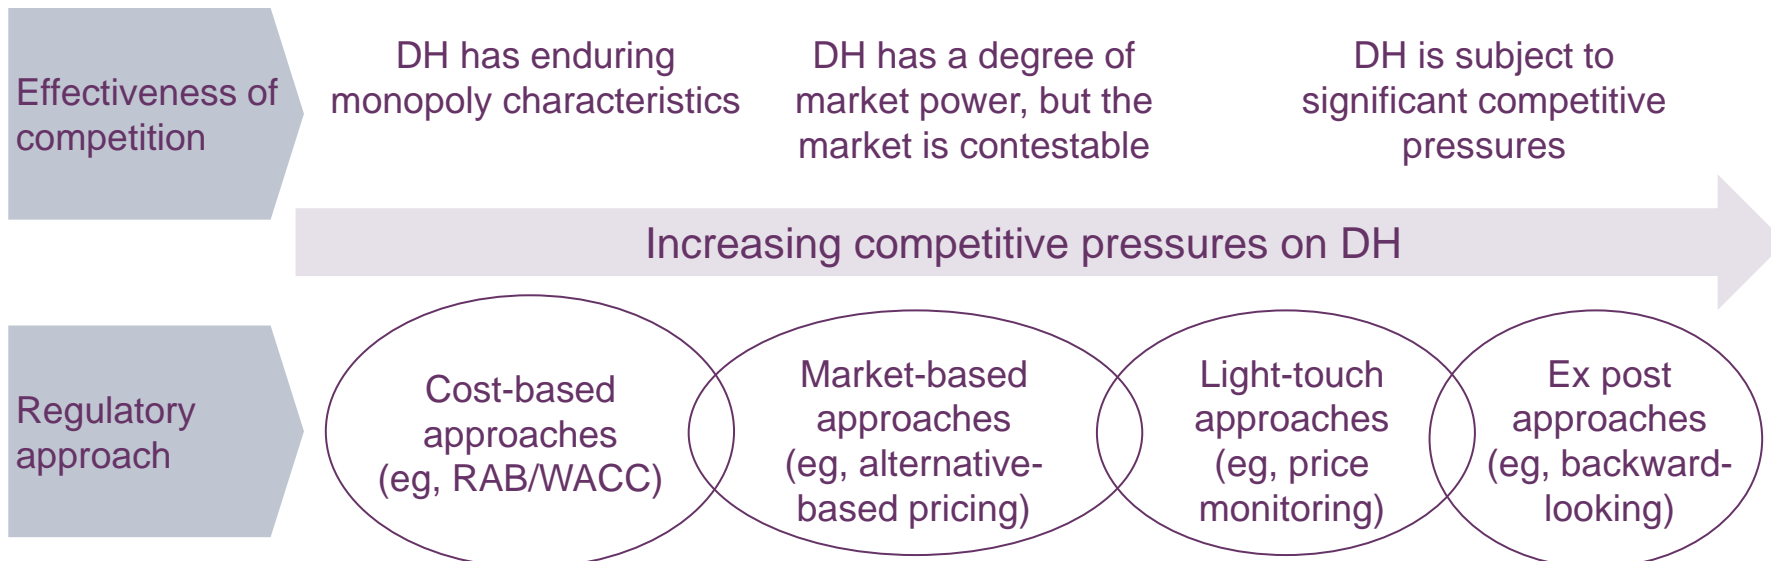 Effectiveness of
competition
DH has enduring
monopoly characteristics
DH has a degree of
market power, but the
market is contestable
DH is subject to
significant competitive
pressures
Increasing competitive pressures on DH
Regulatory
approach
Cost-based
approaches
(eg, RAB/WACC)
Market-based
approaches
(eg, alternative-
based pricing)
Light-touch
approaches
(eg, price
monitoring)
Ex post
approaches
(eg, backward-
looking)